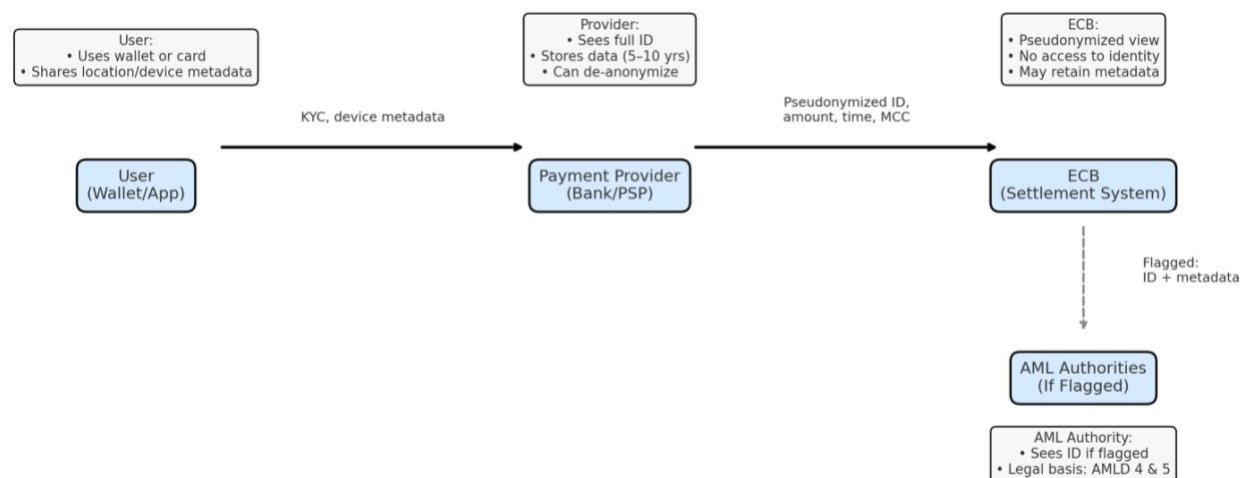 User:
• Uses wallet or card
• Shares location/device metadata
Provider:
• Sees full ID
• Stores data (5–10 yrs)
• Can de-anonymize
ECB:
• Pseudonymized view
• No access to identity
• May retain metadata
KYC, device metadata
Pseudonymized ID,
amount, time, MCC
User
(Wallet/App)
Payment Provider
(Bank/PSP)
ECB
(Settlement System)
Flagged:
ID + metadata
AML Authorities
(If Flagged)
AML Authority:
• Sees ID if flagged
• Legal basis: AMLD 4 & 5